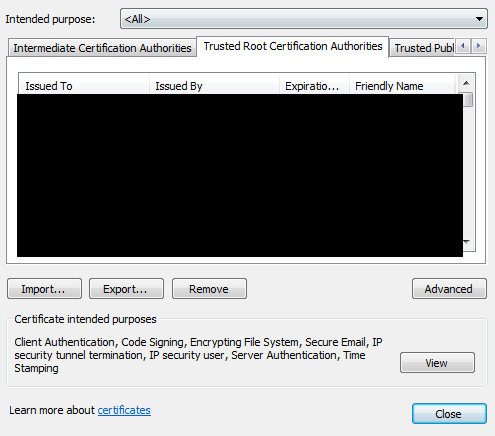 Intended purpose: <All>
Intermediate Certification Authorities Trusted Root Certification Authorities Trusted Publ
Issued To Issued By Expiratio... Friendly Name
Import... Export... Remove Advanced
Certificate intended purposes
Client Authentication, Code Signing, Encrypting File System, Secure Email, IP
security tunnel termination, IP security user, Server Authentication, Time
Stamping
View
Learn more about certificates
Close